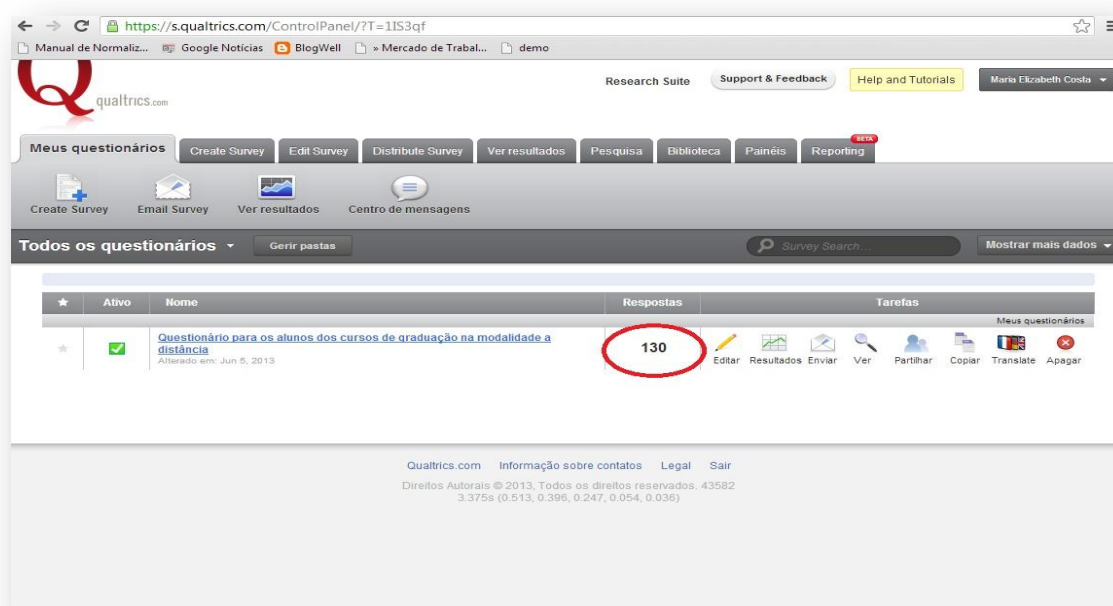 https://s.qualtrics.com/ControlPanel/?T=1IS3qf
Manual de Normaliz... Google Notícias BlogWell » Mercado de Trabal... demo
Q
qualtrics.com
Research Suite Support & Feedback Help and Tutorials Maria Elizabeth Costa
BETA
Meus questionários Create Survey Edit Survey Distribute Survey Ver resultados Pesquisa Biblioteca Painéis Reporting
Create Survey Email Survey Ver resultados Centro de mensagens
Todos os questionários Gerir pastas Survey Search... Mostrar mais dados
Ativo Nome Respostas Tarefas
Meus questionários
Questionário para os alunos dos cursos de graduação na modalidade a
distância
Alterado em: Jun 5, 2013
130
Editar Resultados Enviar Ver Partilhar Copiar Translate Apagar
Qualtrics.com Informação sobre contatos Legal Sair
Direitos Autorais © 2013, Todos os direitos reservados. 43582
3.375s (0.513, 0.396, 0.247, 0.054, 0.036)